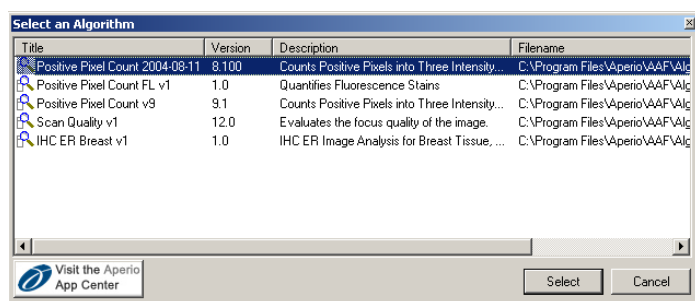 Select an Algorithm
Title Version Description Filename
Positive Pixel Count 2004-08-11 8.100 Counts Positive Pixels into Three Intensity... C:\Program Files\Aperio\AAF\Alg
Positive Pixel Count FL v1 1.0 Quantifies Fluorescence Stains C:\Program Files\Aperio\AAF\Alg
Positive Pixel Count v9 9.1 Counts Positive Pixels into Three Intensity... C:\Program Files\Aperio\AAF\Alg
Scan Quality v1 12.0 Evaluates the focus quality of the image. C:\Program Files\Aperio\AAF\Alg
IHC ER Breast v1 1.0 IHC ER Image Analysis for Breast Tissue, ... C:\Program Files\Aperio\AAF\Alg
Visit the Aperio
App Center
Select Cancel